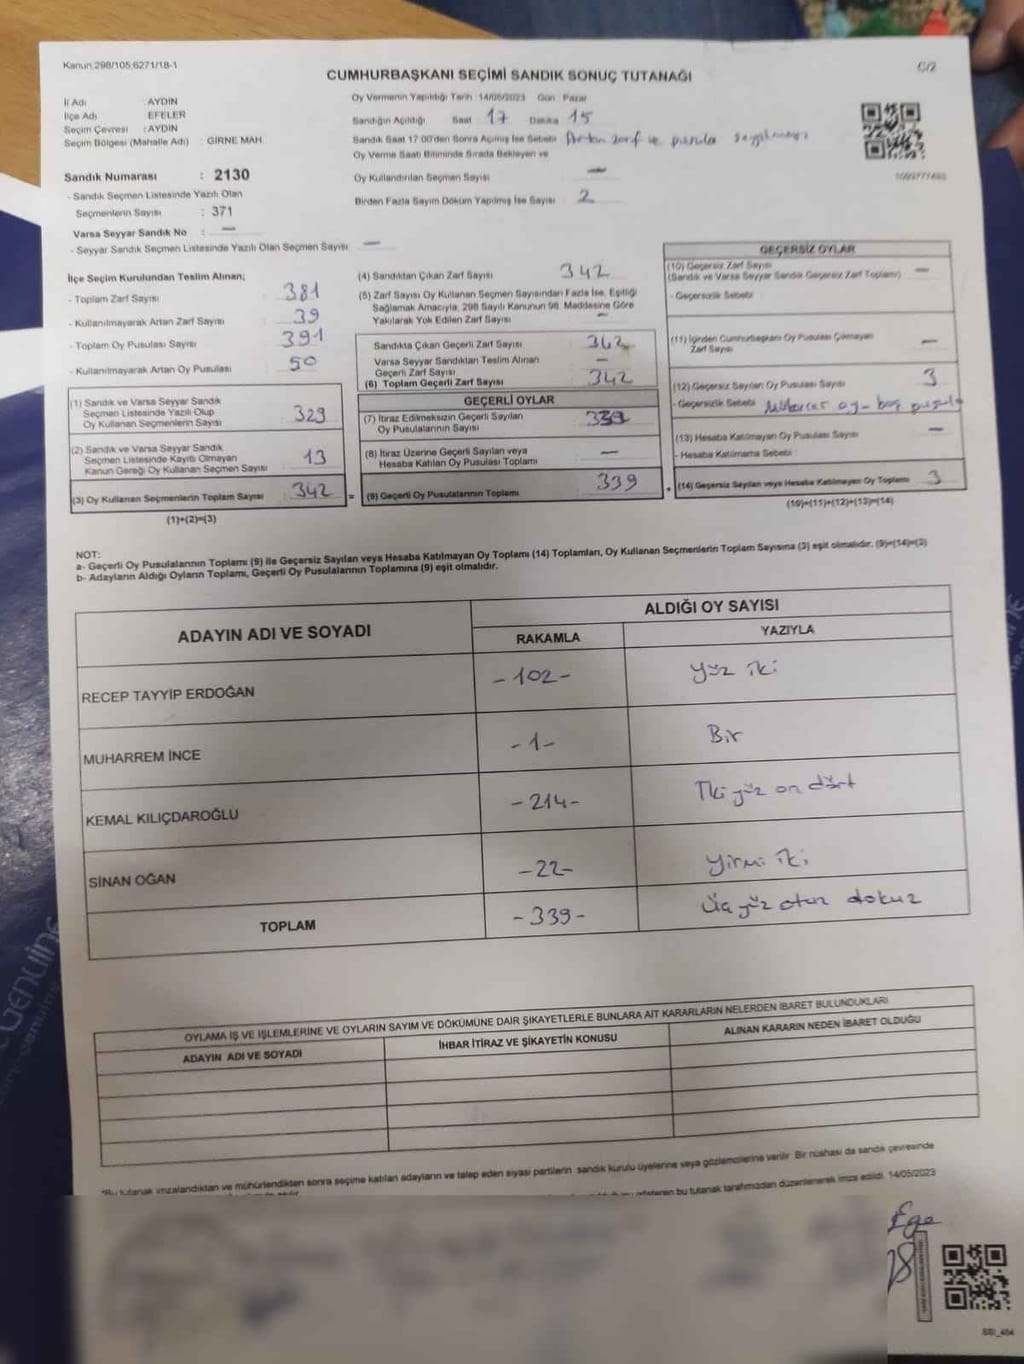 Kanun:298/105;6271/18-1
C/2
CUMHURBAŞKANI SEÇİMİ SANDIK SONUÇ TUTANAĞI
İl Adı : AYDIN
İlçe Adı : EFELER
Seçim Çevresi : AYDIN
Seçim Bölgesi (Mahalle Adı) : GİRNE MAH.
Sandık Numarası : 2130
- Sandık Seçmen Listesinde Yazılı Olan
Seçmenlerin Sayısı : 371
Varsa Seyyar Sandık No : —
- Seyyar Sandık Seçmen Listesinde Yazılı Olan Seçmen Sayısı —
Oy Vermenin Yapıldığı Tarih :14/05/2023 Gün :Pazar
Sandığın Açıldığı: Saat 17 Dakika 15
Sandık Saat 17:00'den Sonra Açılmış İse Sebebi Artan zarf ve pusula sayılması
Oy Verme Saati Bitiminde Sırada Bekleyen ve
Oy Kullandırılan Seçmen Sayısı —
Birden Fazla Sayım Döküm Yapılmış İse Sayısı 2
İlçe Seçim Kurulundan Teslim Alınan;
- Toplam Zarf Sayısı 381
- Kullanılmayarak Artan Zarf Sayısı 39
- Toplam Oy Pusulası Sayısı 391
- Kullanılmayarak Artan Oy Pusulası 50
(1) Sandık ve Varsa Seyyar Sandık
Seçmen Listesinde Yazılı Olup
Oy Kullanan Seçmenlerin Sayısı 329
(2) Sandık ve Varsa Seyyar Sandık
Seçmen Listesinde Kayıtlı Olmayan
Kanun Gereği Oy Kullanan Seçmen Sayısı 13
(3) Oy Kullanan Seçmenlerin Toplam Sayısı 342
(1)+(2)=(3)
(4) Sandıktan Çıkan Zarf Sayısı 342
(5) Zarf Sayısı Oy Kullanan Seçmen Sayısından Fazla İse, Eşitliği
Sağlamak Amacıyla; 298 Sayılı Kanunun 98. Maddesine Göre
Yakılarak Yok Edilen Zarf Sayısı —
Sandıkta Çıkan Geçerli Zarf Sayısı 342
Varsa Seyyar Sandıktan Teslim Alınan
Geçerli Zarf Sayısı —
(6) Toplam Geçerli Zarf Sayısı 342
GEÇERLİ OYLAR
(7) İtiraz Edilmeksizin Geçerli Sayılan
Oy Pusulalarının Sayısı 339
(8) İtiraz Üzerine Geçerli Sayılan veya
Hesaba Katılan Oy Pusulası Toplamı —
= (9) Geçerli Oy Pusulalarının Toplamı 339
GEÇERSİZ OYLAR
(10) Geçersiz Zarf Sayısı —
(Sandık ve Varsa Seyyar Sandık Geçersiz Zarf Toplamı)
- Geçersizlik Sebebi
(11) İçinden Cumhurbaşkanı Oy Pusulası Çıkmayan
Zarf Sayısı —
(12) Geçersiz Sayılan Oy Pusulası Sayısı 3
- Geçersizlik Sebebi Mükerrer oy - boş pusula
(13) Hesaba Katılmayan Oy Pusulası Sayısı —
- Hesaba Katılmama Sebebi
+ (14) Geçersiz Sayılan veya Hesaba Katılmayan Oy Toplamı 3
(10)+(11)+(12)+(13)=(14)
NOT:
a- Geçerli Oy Pusulalarının Toplamı (9) ile Geçersiz Sayılan veya Hesaba Katılmayan Oy Toplamı (14) Toplamları, Oy Kullanan Seçmenlerin Toplam Sayısına (3) eşit olmalıdır. (9)+(14)=(3)
b- Adayların Aldığı Oyların Toplamı, Geçerli Oy Pusulalarının Toplamına (9) eşit olmalıdır.
ADAYIN ADI VE SOYADI
ALDIĞI OY SAYISI
RAKAMLA YAZIYLA
RECEP TAYYİP ERDOĞAN -102- Yüz iki
MUHARREM İNCE -1- Bir
KEMAL KILIÇDAROĞLU -214- İki yüz on dört
SİNAN OĞAN -22- Yirmi iki
TOPLAM -339- Üç yüz otuz dokuz
OYLAMA İŞ VE İŞLEMLERİNE VE OYLARIN SAYIM VE DÖKÜMÜNE DAİR ŞİKAYETLERLE BUNLARA AİT KARARLARIN NELERDEN İBARET BULUNDUKLARI
ADAYIN ADI VE SOYADI İHBAR İTİRAZ VE ŞİKAYETİN KONUSU ALINAN KARARIN NEDEN İBARET OLDUĞU
*Bu tutanak imzalandıktan ve mühürlendikten sonra seçime katılan adayların ve talep eden siyasi partilerin sandık kurulu üyelerine veya gözlemcilerine verilir. Bir nüshası da sandık çevresinde
gösteren bu tutanak tarafımızdan düzenlenerek imza edildi. 14/05/2023
Ege
GENUINE